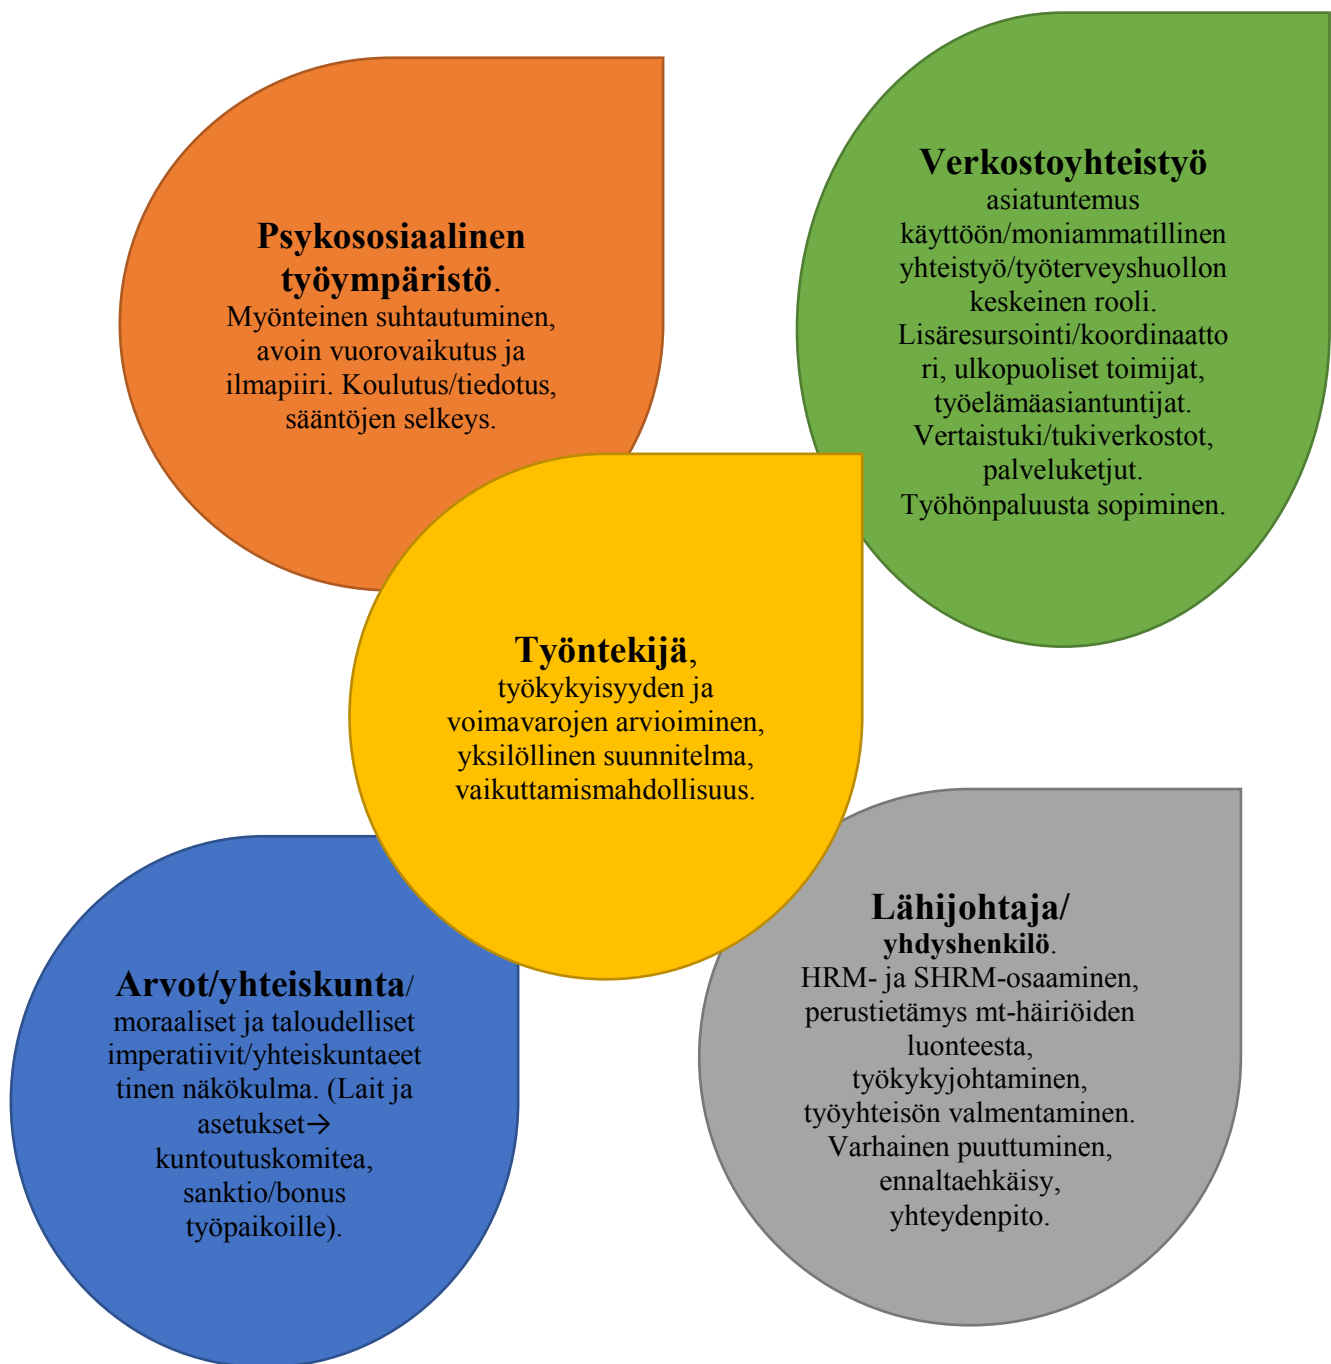 Psykososiaalinen
työympäristö.
Myönteinen suhtautuminen,
avoin vuorovaikutus ja
ilmapiiri. Koulutus/tiedotus,
sääntöjen selkeys.
Verkostoyhteistyö
asiatuntemus
käyttöön/moniammatillinen
yhteistyö/työterveyshuollon
keskeinen rooli.
Lisäresursointi/koordinaatto
ri, ulkopuoliset toimijat,
työelämäasiantuntijat.
Vertaistuki/tukiverkostot,
palveluketjut.
Työhönpaluusta sopiminen.
Työntekijä,
työkykyisyyden ja
voimavarojen arvioiminen,
yksilöllinen suunnitelma,
vaikuttamismahdollisuus.
Arvot/yhteiskunta/
moraaliset ja taloudelliset
imperatiivit/yhteiskuntaeet
tinen näkökulma. (Lait ja
asetukset→
kuntoutuskomitea,
sanktio/bonus
työpaikoille).
Lähijohtaja/
yhdyshenkilö.
HRM- ja SHRM-osaaminen,
perustietämys mt-häiriöiden
luonteesta,
työkykyjohtaminen,
työyhteisön valmentaminen.
Varhainen puuttuminen,
ennaltaehkäisy,
yhteydenpito.